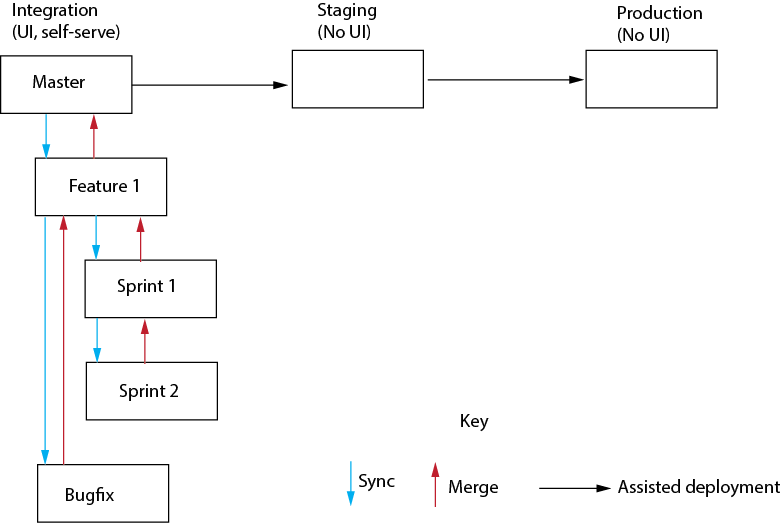 Integration
(UI, self-serve)
Staging
(No UI)
Production
(No UI)
Master
Feature 1
Sprint 1
Sprint 2
Bugfix
Key
Sync
Merge
Assisted deployment